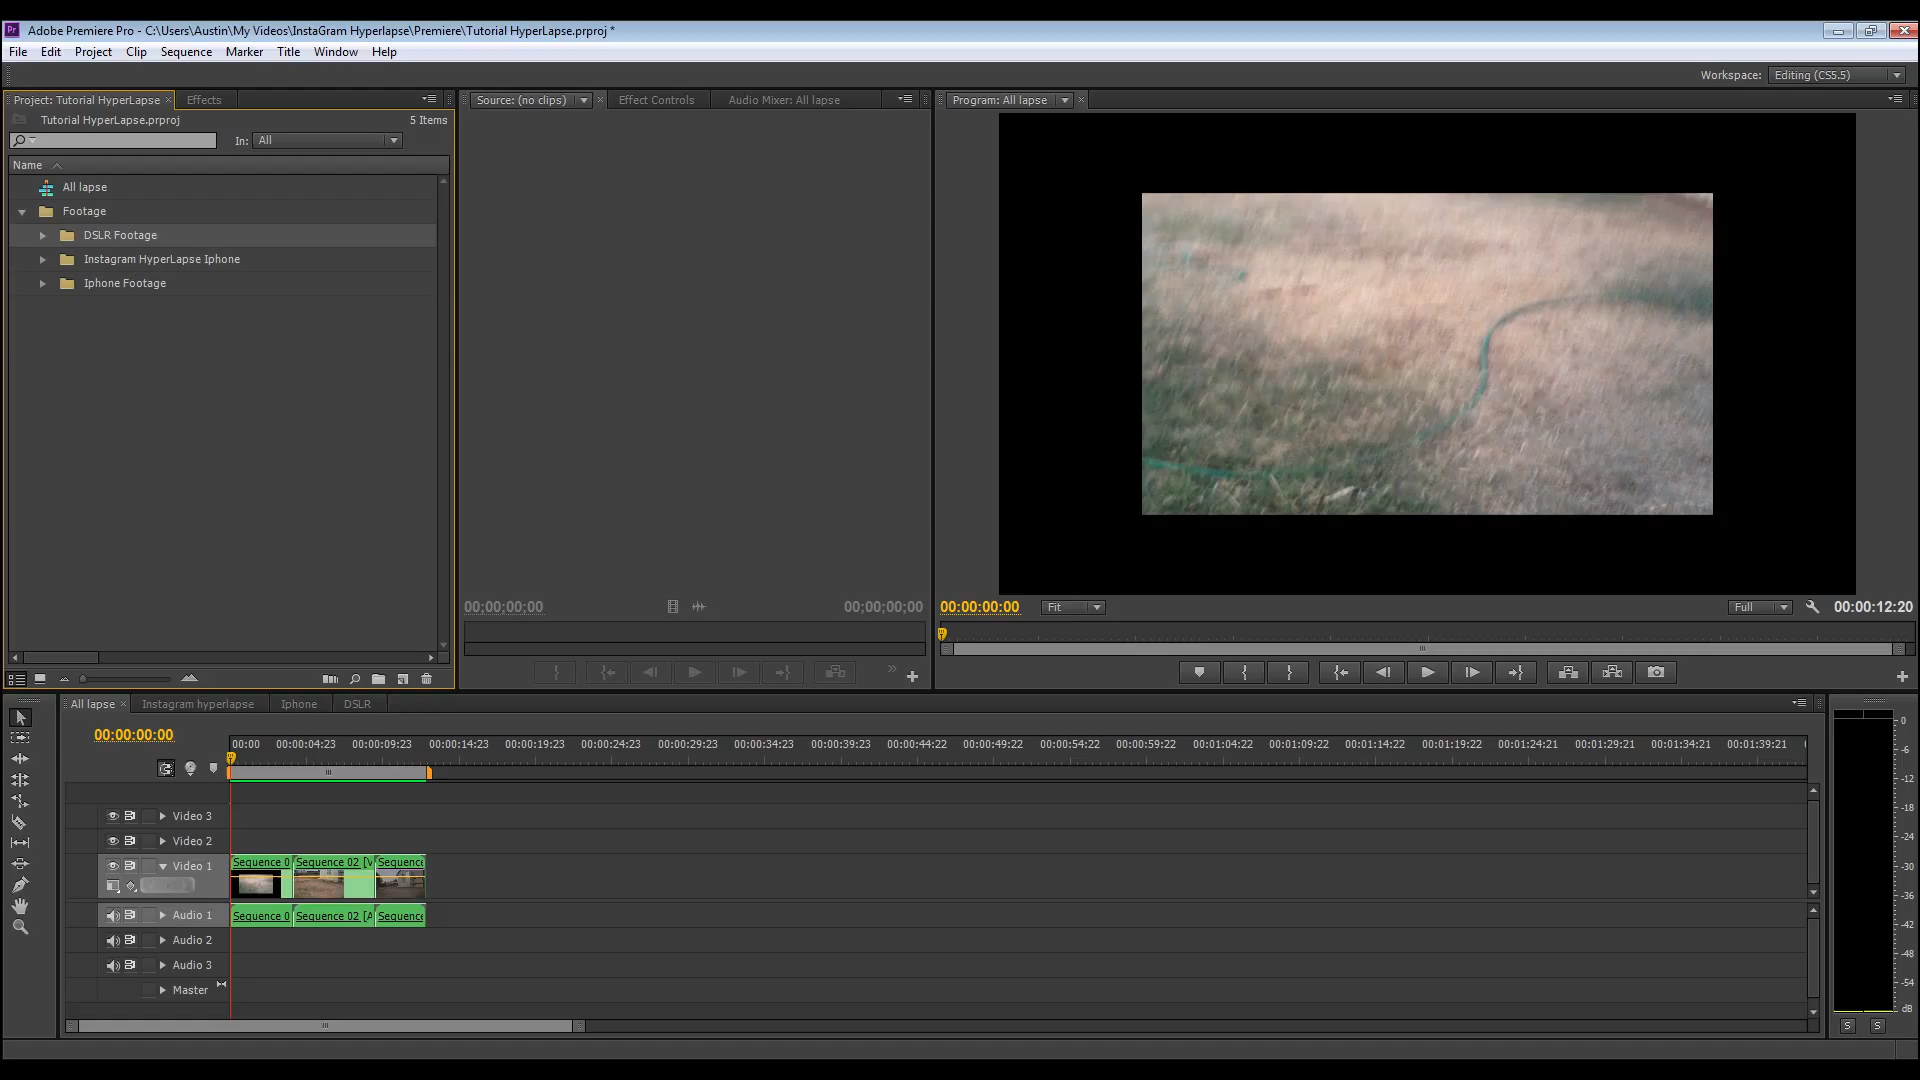 Pr Adobe Premiere Pro - C:\Users\Austin\My Videos\InstaGram Hyperlapse\Premiere\Tutorial HyperLapse.prproj *
File Edit Project Clip Sequence Marker Title Window Help
Workspace: Editing (CS5.5)
Project: Tutorial HyperLapse Effects
Source: (no clips) Effect Controls Audio Mixer: All lapse
Program: All lapse
Tutorial HyperLapse.prproj 5 Items
In: All
Name
All lapse
Footage
DSLR Footage
Instagram HyperLapse Iphone
Iphone Footage
00;00;00;00 00;00;00;00
00:00:00:00 Fit Full 00:00:12:20
All lapse Instagram hyperlapse Iphone DSLR
00:00:00:00
00:00 00:00:04:23 00:00:09:23 00:00:14:23 00:00:19:23 00:00:24:23 00:00:29:23 00:00:34:23 00:00:39:23 00:00:44:22 00:00:49:22 00:00:54:22 00:00:59:22 00:01:04:22 00:01:09:22 00:01:14:22 00:01:19:22 00:01:24:21 00:01:29:21 00:01:34:21 00:01:39:21
Video 3
Video 2
Video 1
Sequence 0 Sequence 02 [V Sequence
Audio 1
Sequence 0 Sequence 02 [A Sequence
Audio 2
Audio 3
Master
0
-6
-12
-18
-24
-30
-36
-42
-48
-54
dB
S S